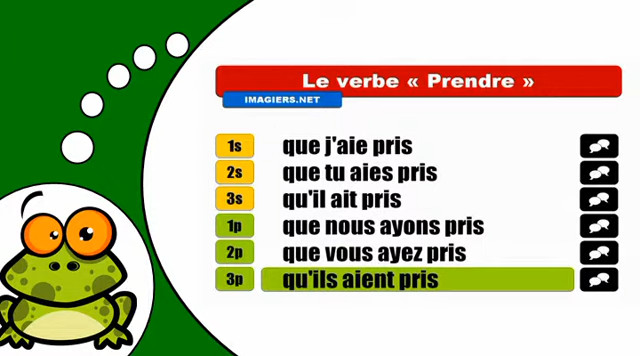 Le verbe « Prendre »
IMAGIERS.NET
1s que j'aie pris
2s que tu aies pris
3s qu'il ait pris
1p que nous ayons pris
2p que vous ayez pris
3p qu'ils aient pris